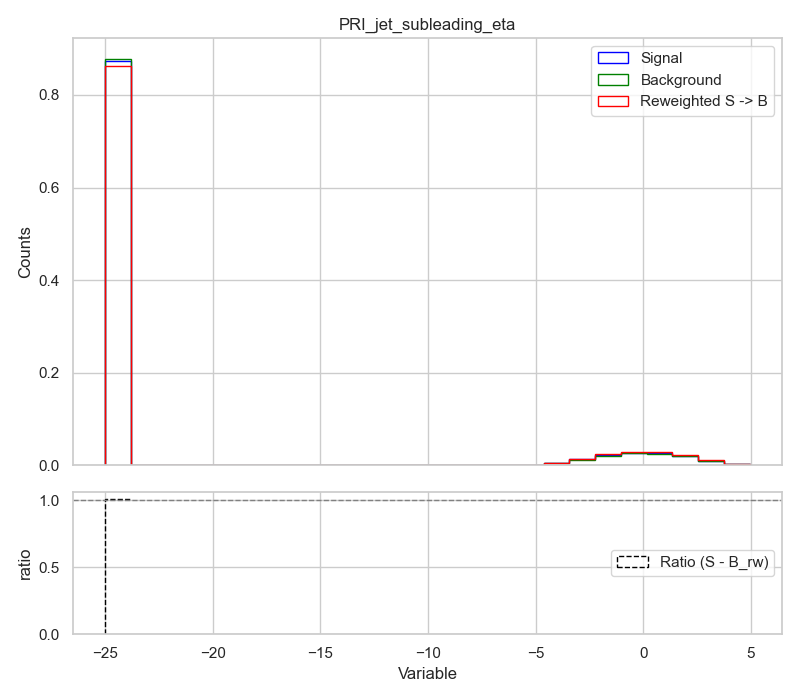 PRI_jet_subleading_eta
Signal
Background
Reweighted S -> B
0.8
0.6
0.4
0.2
0.0
Counts
1.0
0.5
0.0
ratio
Ratio (S - B_rw)
−25 −20 −15 −10 −5 0 5
Variable